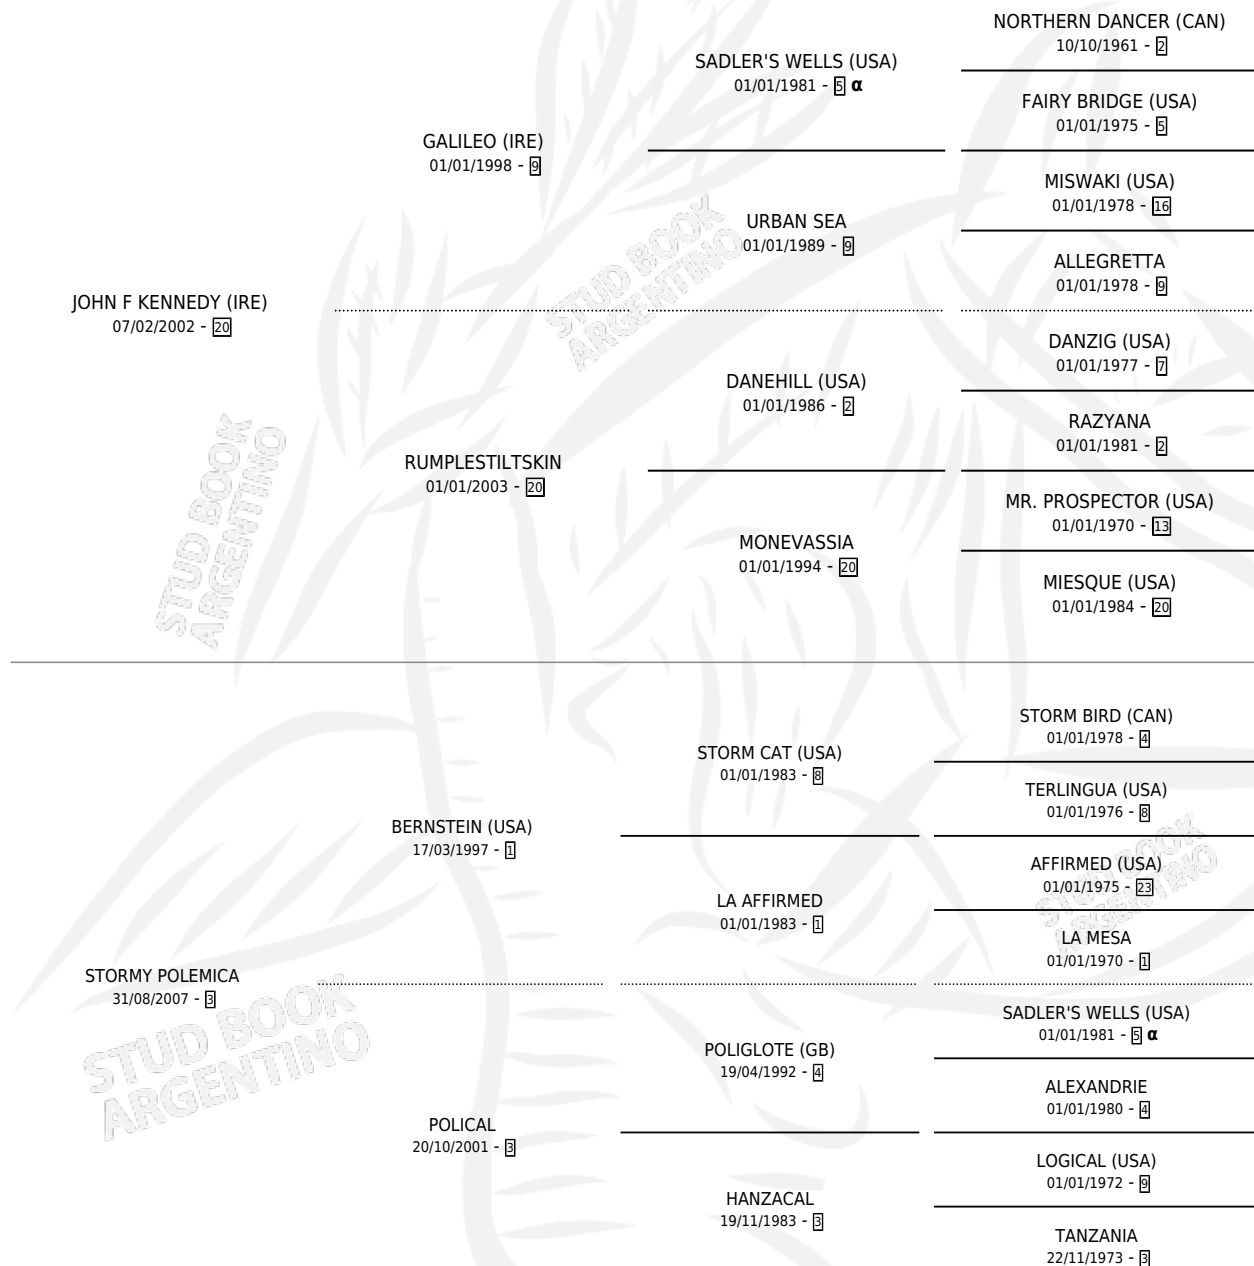 NORTHERN DANCER (CAN)
10/10/1961 - 2
SADLER'S WELLS (USA)
01/01/1981 - 5 α
FAIRY BRIDGE (USA)
01/01/1975 - 5
GALILEO (IRE)
01/01/1998 - 9
MISWAKI (USA)
01/01/1978 - 16
URBAN SEA
01/01/1989 - 9
ALLEGRETTA
01/01/1978 - 9
JOHN F KENNEDY (IRE)
07/02/2002 - 20
DANZIG (USA)
01/01/1977 - 7
DANEHILL (USA)
01/01/1986 - 2
RAZYANA
01/01/1981 - 2
RUMPLESTILTSKIN
01/01/2003 - 20
MR. PROSPECTOR (USA)
01/01/1970 - 13
MONEVASSIA
01/01/1994 - 20
MIESQUE (USA)
01/01/1984 - 20
STORM BIRD (CAN)
01/01/1978 - 4
STORM CAT (USA)
01/01/1983 - 8
TERLINGUA (USA)
01/01/1976 - 8
BERNSTEIN (USA)
17/03/1997 - 1
AFFIRMED (USA)
01/01/1975 - 23
LA AFFIRMED
01/01/1983 - 1
LA MESA
01/01/1970 - 1
STORMY POLEMICA
31/08/2007 - 3
SADLER'S WELLS (USA)
01/01/1981 - 5 α
POLIGLOTE (GB)
19/04/1992 - 4
ALEXANDRIE
01/01/1980 - 4
POLICAL
20/10/2001 - 3
LOGICAL (USA)
01/01/1972 - 9
HANZACAL
19/11/1983 - 3
TANZANIA
22/11/1973 - 3
STUD BOOK
ARGENTINO
STUD BOOK
ARGENTINO
STUD BOOK
ARGENTINO
STUD BOOK
ARGENTINO